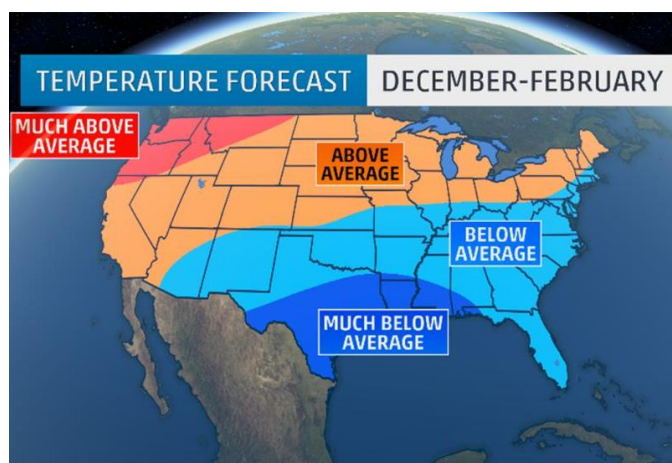 TEMPERATURE FORECAST
DECEMBER-FEBRUARY
MUCH ABOVE
AVERAGE
ABOVE
AVERAGE
BELOW
AVERAGE
MUCH BELOW
AVERAGE